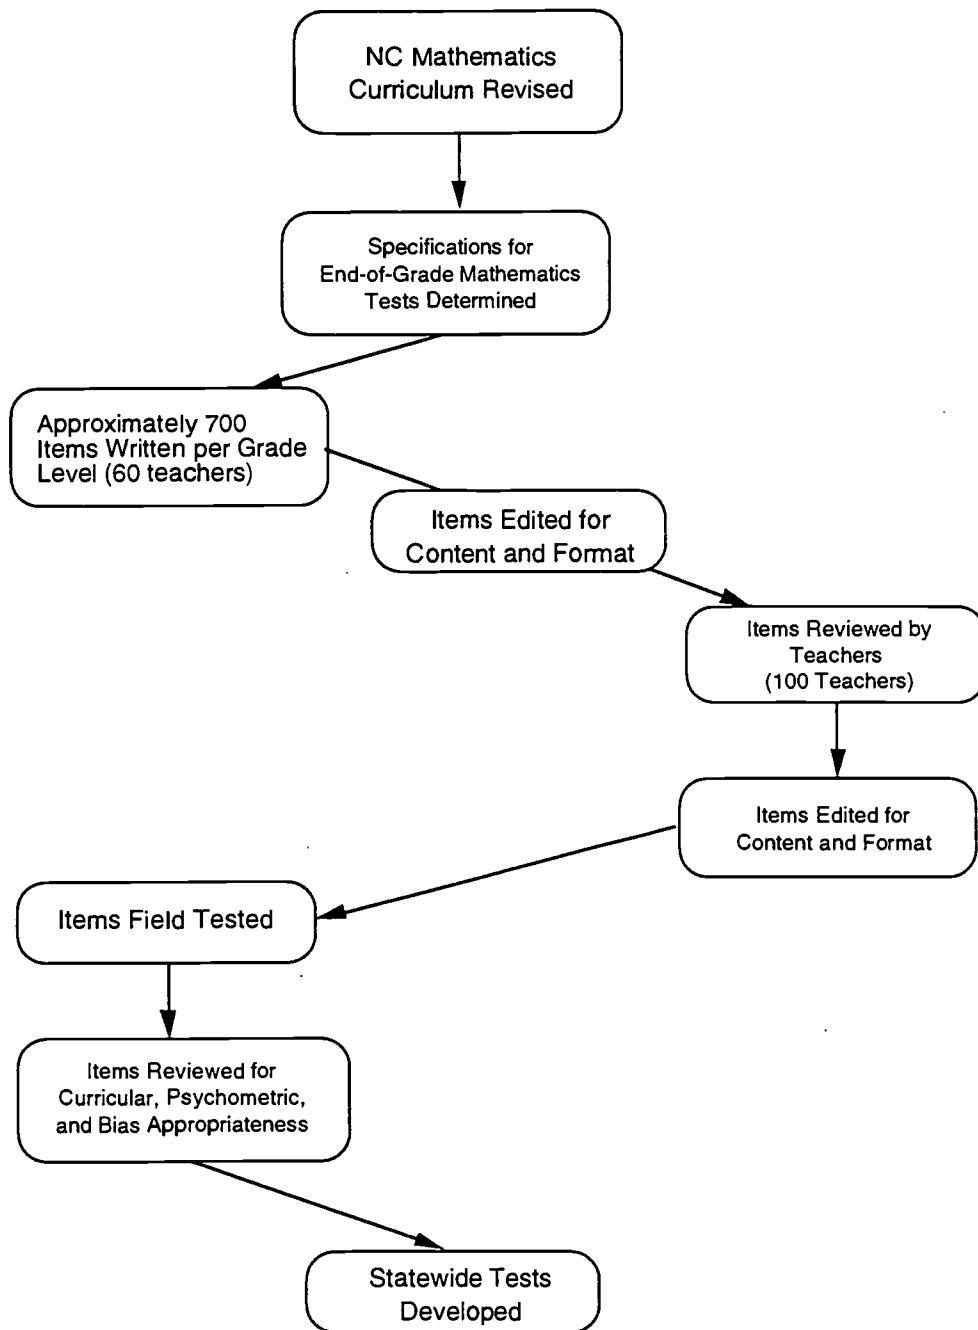 NC Mathematics
Curriculum Revised
Specifications for
End-of-Grade Mathematics
Tests Determined
Approximately 700
Items Written per Grade
Level (60 teachers)
Items Edited for
Content and Format
Items Reviewed by
Teachers
(100 Teachers)
Items Edited for
Content and Format
Items Field Tested
Items Reviewed for
Curricular, Psychometric,
and Bias Appropriateness
Statewide Tests
Developed